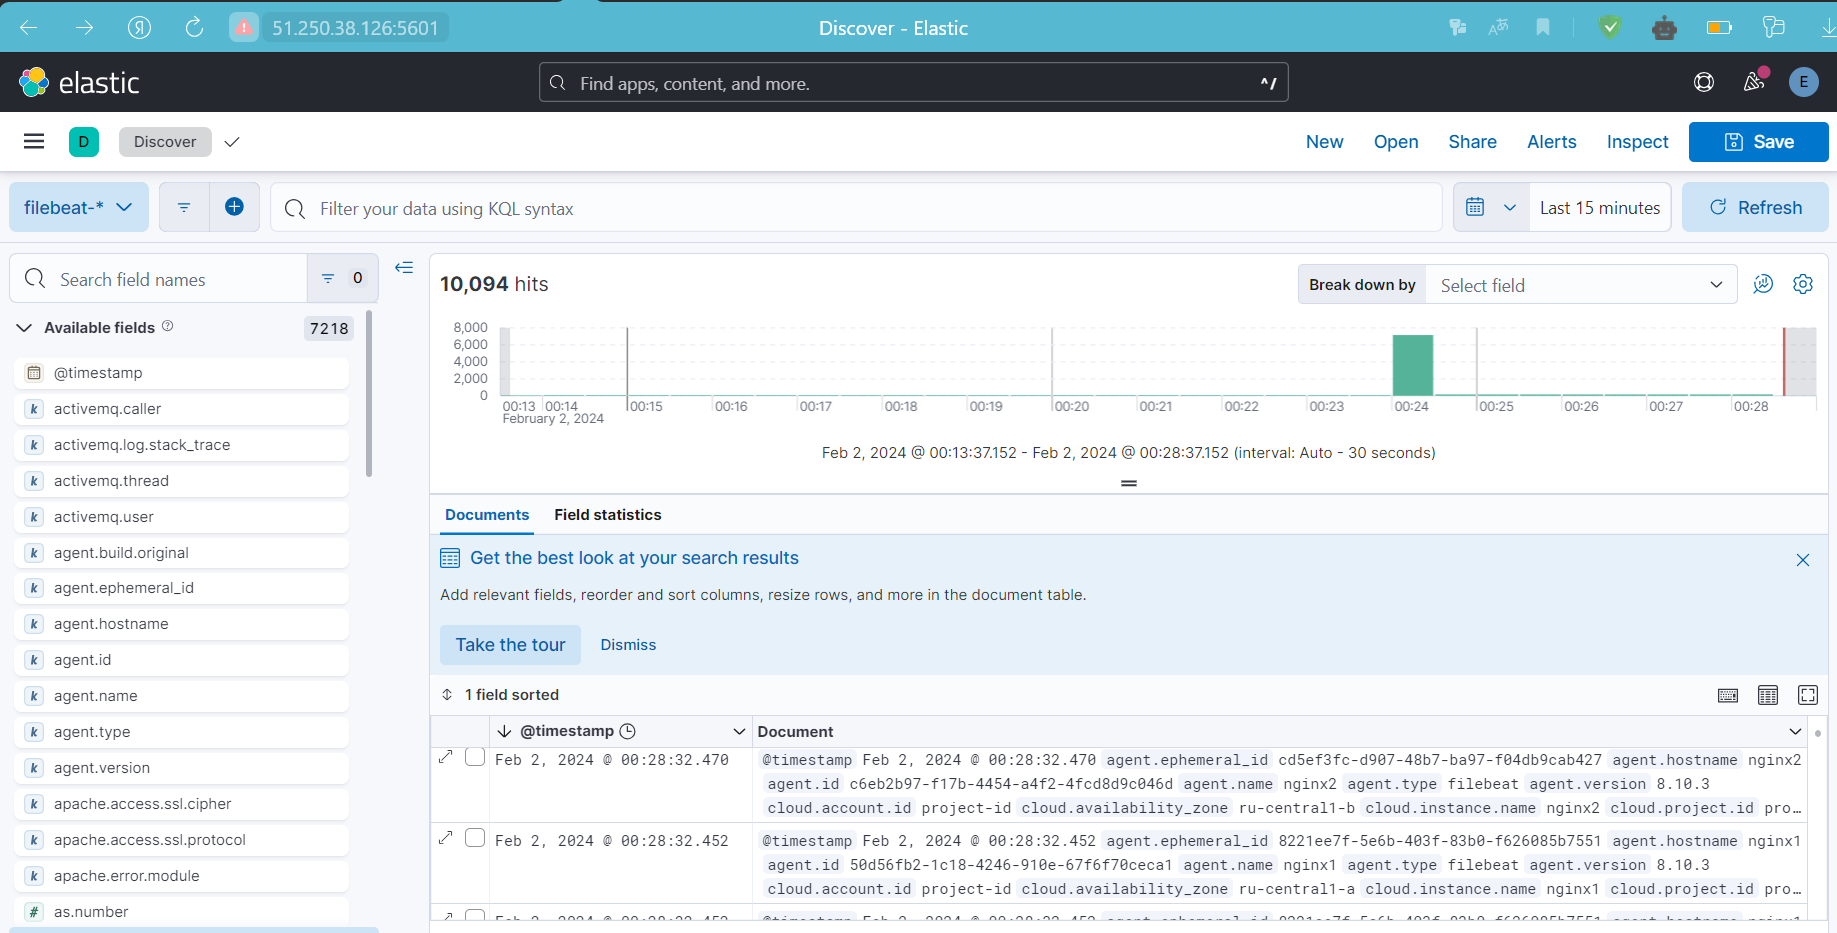 Я
51.250.38.126:5601
Discover - Elastic
elastic
Find apps, content, and more.
^/
E
D
Discover
New
Open
Share
Alerts
Inspect
Save
filebeat-*
Filter your data using KQL syntax
Last 15 minutes
Refresh
Search field names
0
Available fields
7218
@timestamp
k activemq.caller
k activemq.log.stack_trace
k activemq.thread
k activemq.user
k agent.build.original
k agent.ephemeral_id
k agent.hostname
k agent.id
k agent.name
k agent.type
k agent.version
k apache.access.ssl.cipher
k apache.access.ssl.protocol
k apache.error.module
# as.number
10,094 hits
Break down by
Select field
8,000
6,000
4,000
2,000
0
00:13 00:14 00:15 00:16 00:17 00:18 00:19 00:20 00:21 00:22 00:23 00:24 00:25 00:26 00:27 00:28
February 2, 2024
Feb 2, 2024 @ 00:13:37.152 - Feb 2, 2024 @ 00:28:37.152 (interval: Auto - 30 seconds)
Documents
Field statistics
Get the best look at your search results
Add relevant fields, reorder and sort columns, resize rows, and more in the document table.
Take the tour
Dismiss
1 field sorted
@timestamp
Document
Feb 2, 2024 @ 00:28:32.470
@timestamp Feb 2, 2024 @ 00:28:32.470 agent.ephemeral_id cd5ef3fc-d907-48b7-ba97-f04db9cab427 agent.hostname nginx2
agent.id c6eb2b97-f17b-4454-a4f2-4fcd8d9c046d agent.name nginx2 agent.type filebeat agent.version 8.10.3
cloud.account.id project-id cloud.availability_zone ru-central1-b cloud.instance.name nginx2 cloud.project.id pro…
Feb 2, 2024 @ 00:28:32.452
@timestamp Feb 2, 2024 @ 00:28:32.452 agent.ephemeral_id 8221ee7f-5e6b-403f-83b0-f626085b7551 agent.hostname nginx1
agent.id 50d56fb2-1c18-4246-910e-67f6f70ceca1 agent.name nginx1 agent.type filebeat agent.version 8.10.3
cloud.account.id project-id cloud.availability_zone ru-central1-a cloud.instance.name nginx1 cloud.project.id pro…